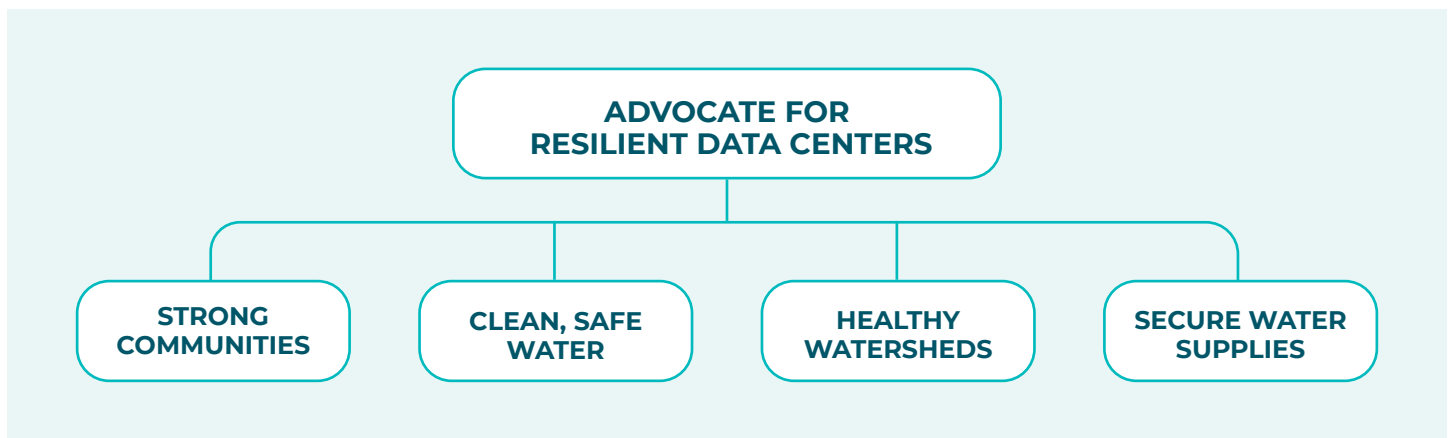 ADVOCATE FOR
RESILIENT DATA CENTERS
STRONG
COMMUNITIES
CLEAN, SAFE
WATER
HEALTHY
WATERSHEDS
SECURE WATER
SUPPLIES